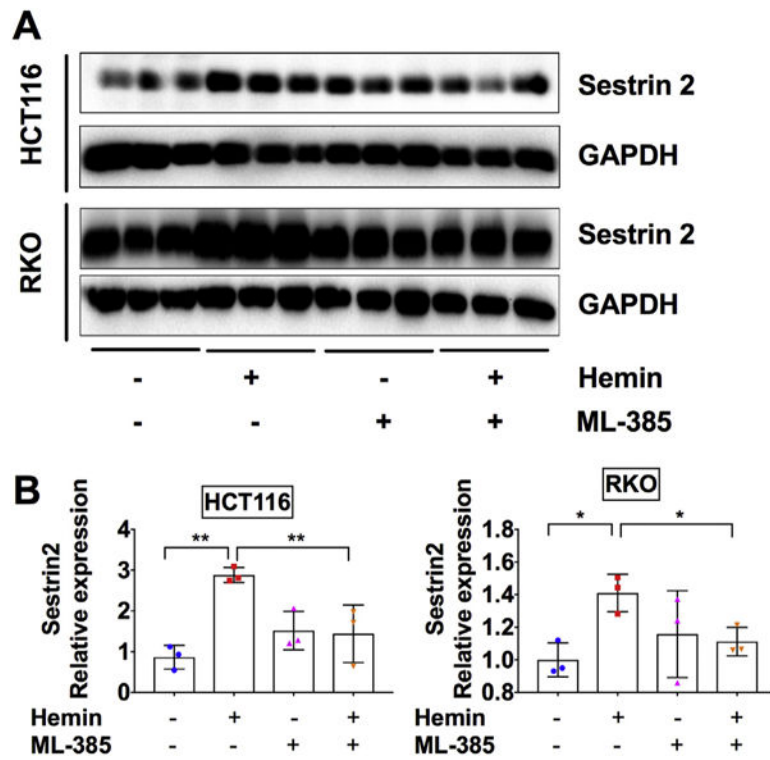 A
HCT116
Sestrin 2
GAPDH
RKO
Sestrin 2
GAPDH
- + - + Hemin
- - + + ML-385
B
HCT116
Sestrin2
Relative expression
4
3
2
1
0
** **
Hemin - + - +
ML-385 - - + +
RKO
Sestrin2
Relative expression
1.8
1.6
1.4
1.2
1.0
0.8
* *
Hemin - + - +
ML-385 - - + +